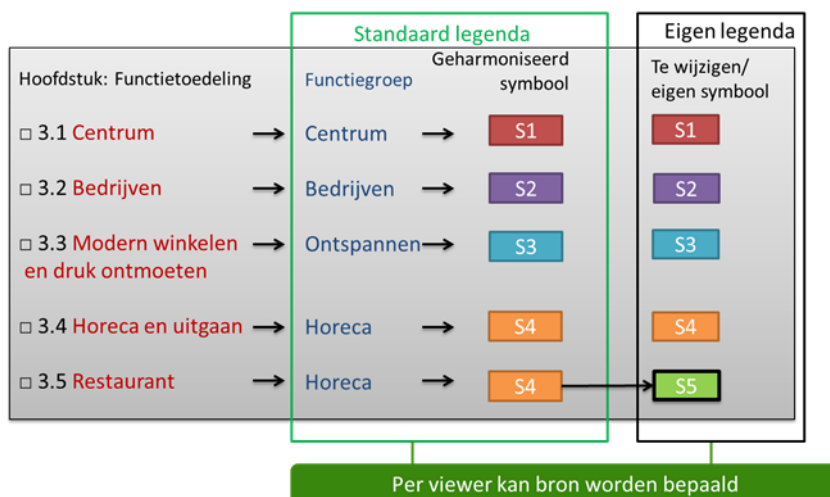 Standaard legenda
Eigen legenda
Hoofdstuk: Functietoedeling
Functiegroep
Geharmoniseerd
symbool
Te wijzigen/
eigen symbool
□ 3.1 Centrum
Centrum
S1
S1
□ 3.2 Bedrijven
Bedrijven
S2
S2
□ 3.3 Modern winkelen
en druk ontmoeten
Ontspannen
S3
S3
□ 3.4 Horeca en uitgaan
Horeca
S4
S4
□ 3.5 Restaurant
Horeca
S4
S5
Per viewer kan bron worden bepaald